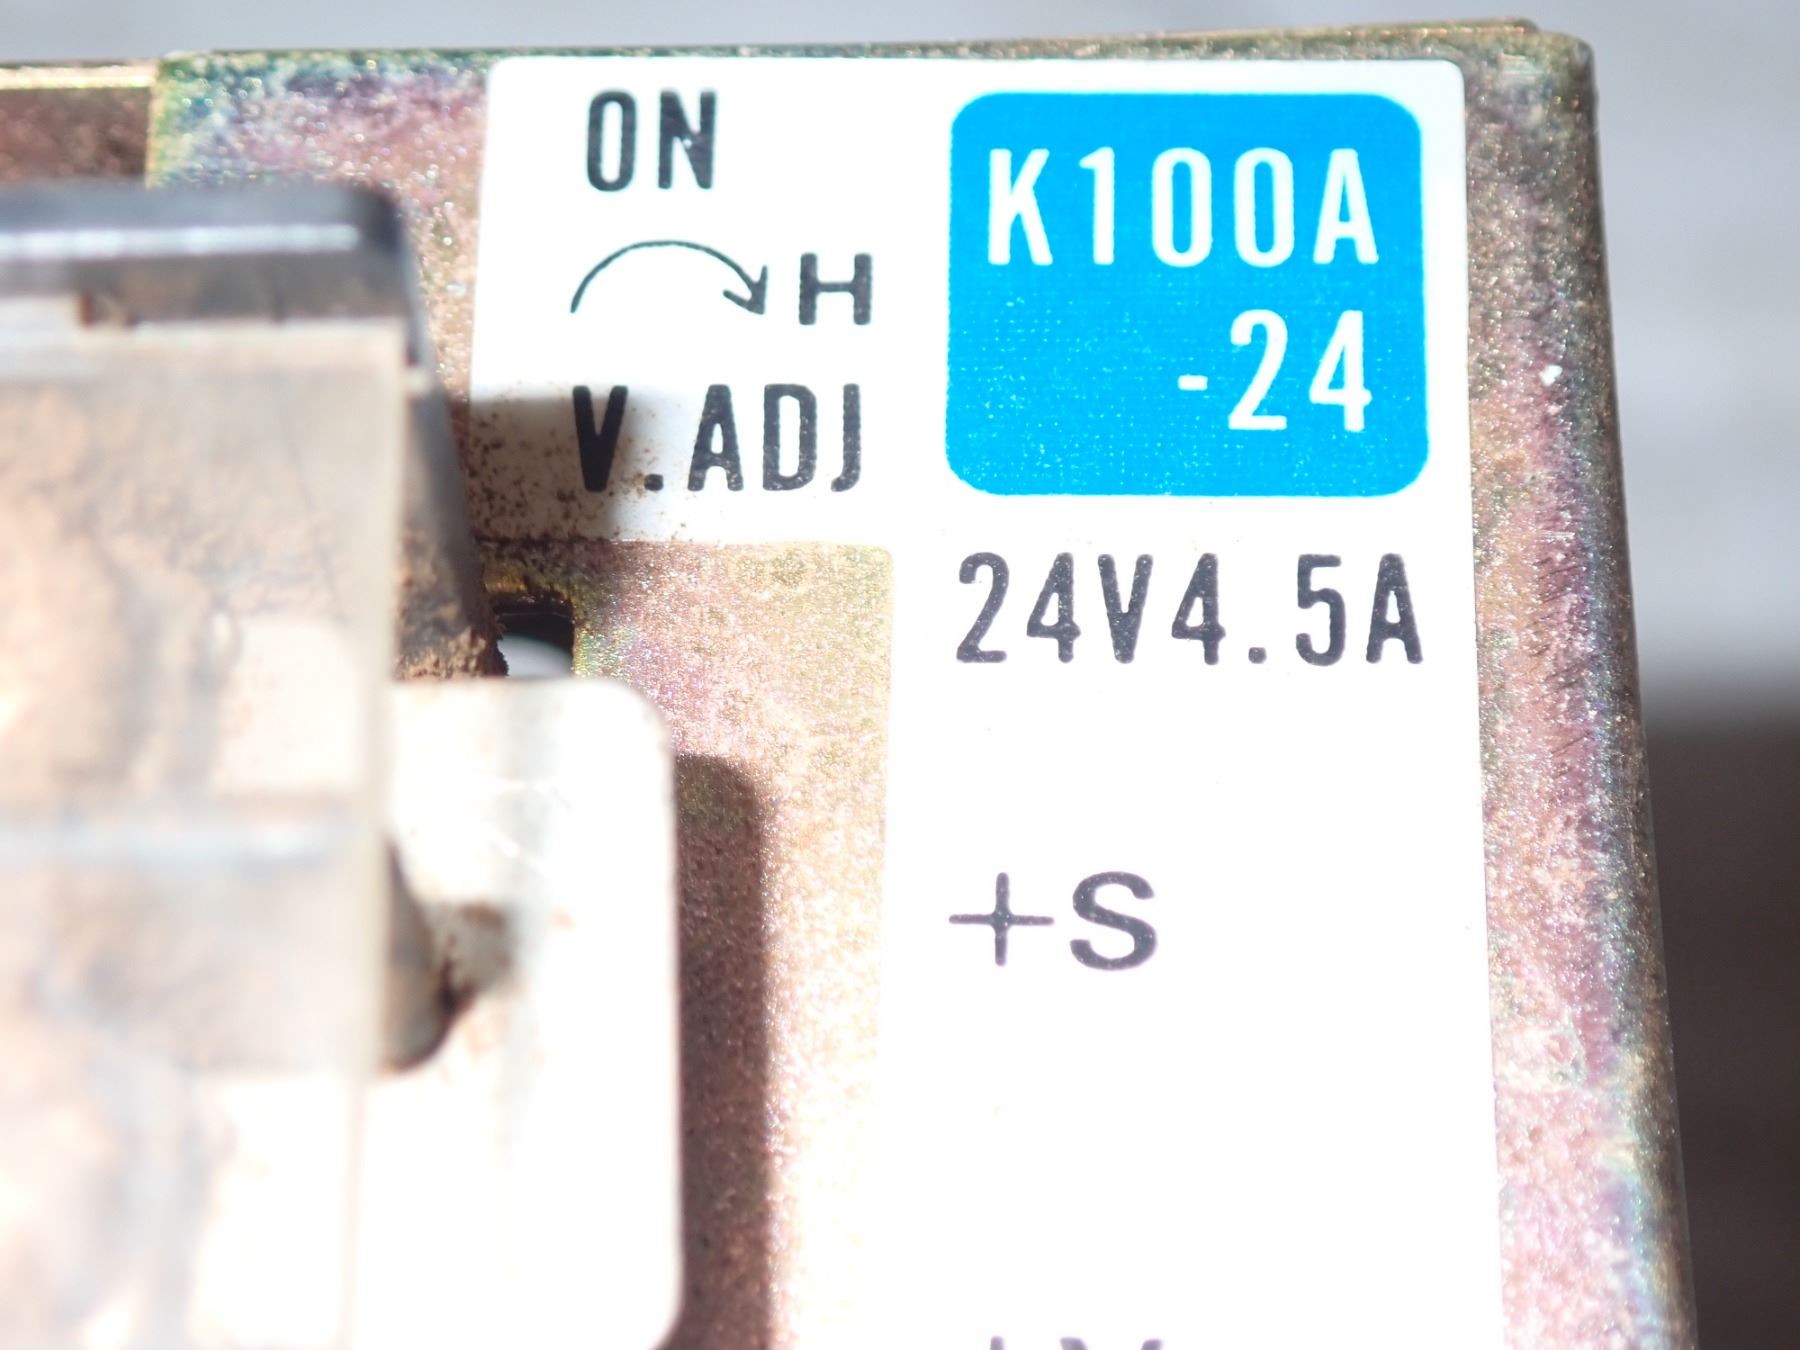 ON
H
V.ADJ
K100A
-24
24V4.5A
+S
+V